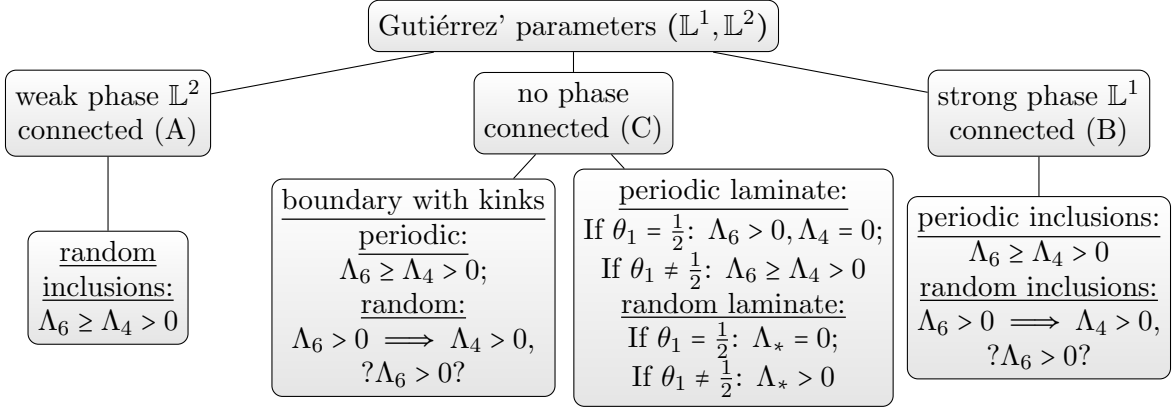 Gutiérrez' parameters (𝕃¹, 𝕃²)
weak phase 𝕃²
connected (A)
random
inclusions:
Λ₆ ≥ Λ₄ > 0
no phase
connected (C)
boundary with kinks
periodic:
Λ₆ ≥ Λ₄ > 0;
random:
Λ₆ > 0 ⟹ Λ₄ > 0,
?Λ₆ > 0?
periodic laminate:
If θ₁ = 1/2: Λ₆ > 0, Λ₄ = 0;
If θ₁ ≠ 1/2: Λ₆ ≥ Λ₄ > 0
random laminate:
If θ₁ = 1/2: Λ⁎ = 0;
If θ₁ ≠ 1/2: Λ⁎ > 0
strong phase 𝕃¹
connected (B)
periodic inclusions:
Λ₆ ≥ Λ₄ > 0
random inclusions:
Λ₆ > 0 ⟹ Λ₄ > 0,
?Λ₆ > 0?